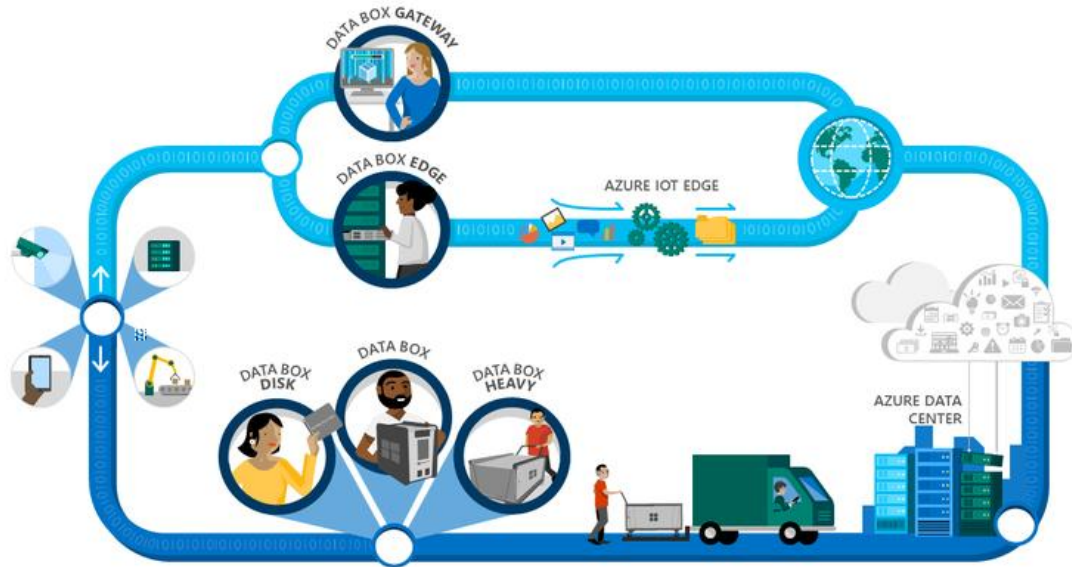 DATA BOX GATEWAY
DATA BOX EDGE
AZURE IOT EDGE
DATA BOX
DATA BOX
DISK
DATA BOX
HEAVY
AZURE DATA
CENTER